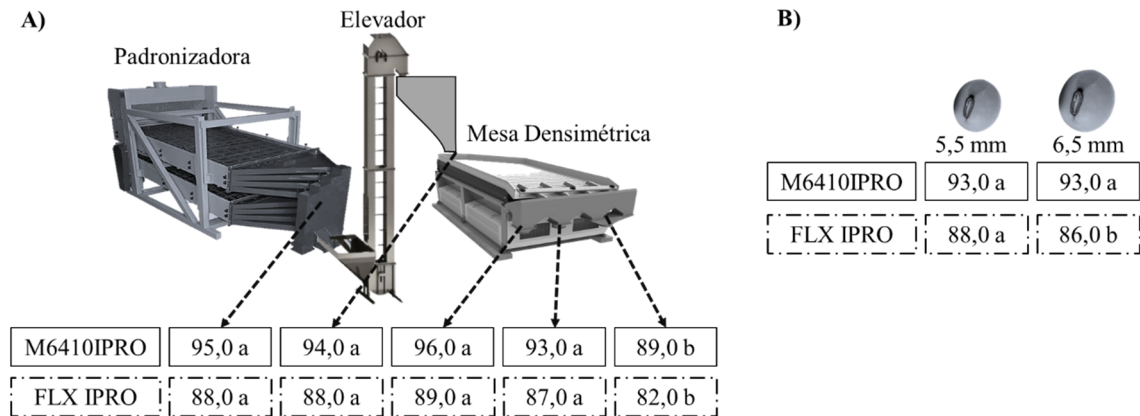 A)
Elevador
Padronizadora
Mesa Densimétrica
M6410IPRO 95,0 a 94,0 a 96,0 a 93,0 a 89,0 b
FLX IPRO 88,0 a 88,0 a 89,0 a 87,0 a 82,0 b
B)
5,5 mm 6,5 mm
M6410IPRO 93,0 a 93,0 a
FLX IPRO 88,0 a 86,0 b